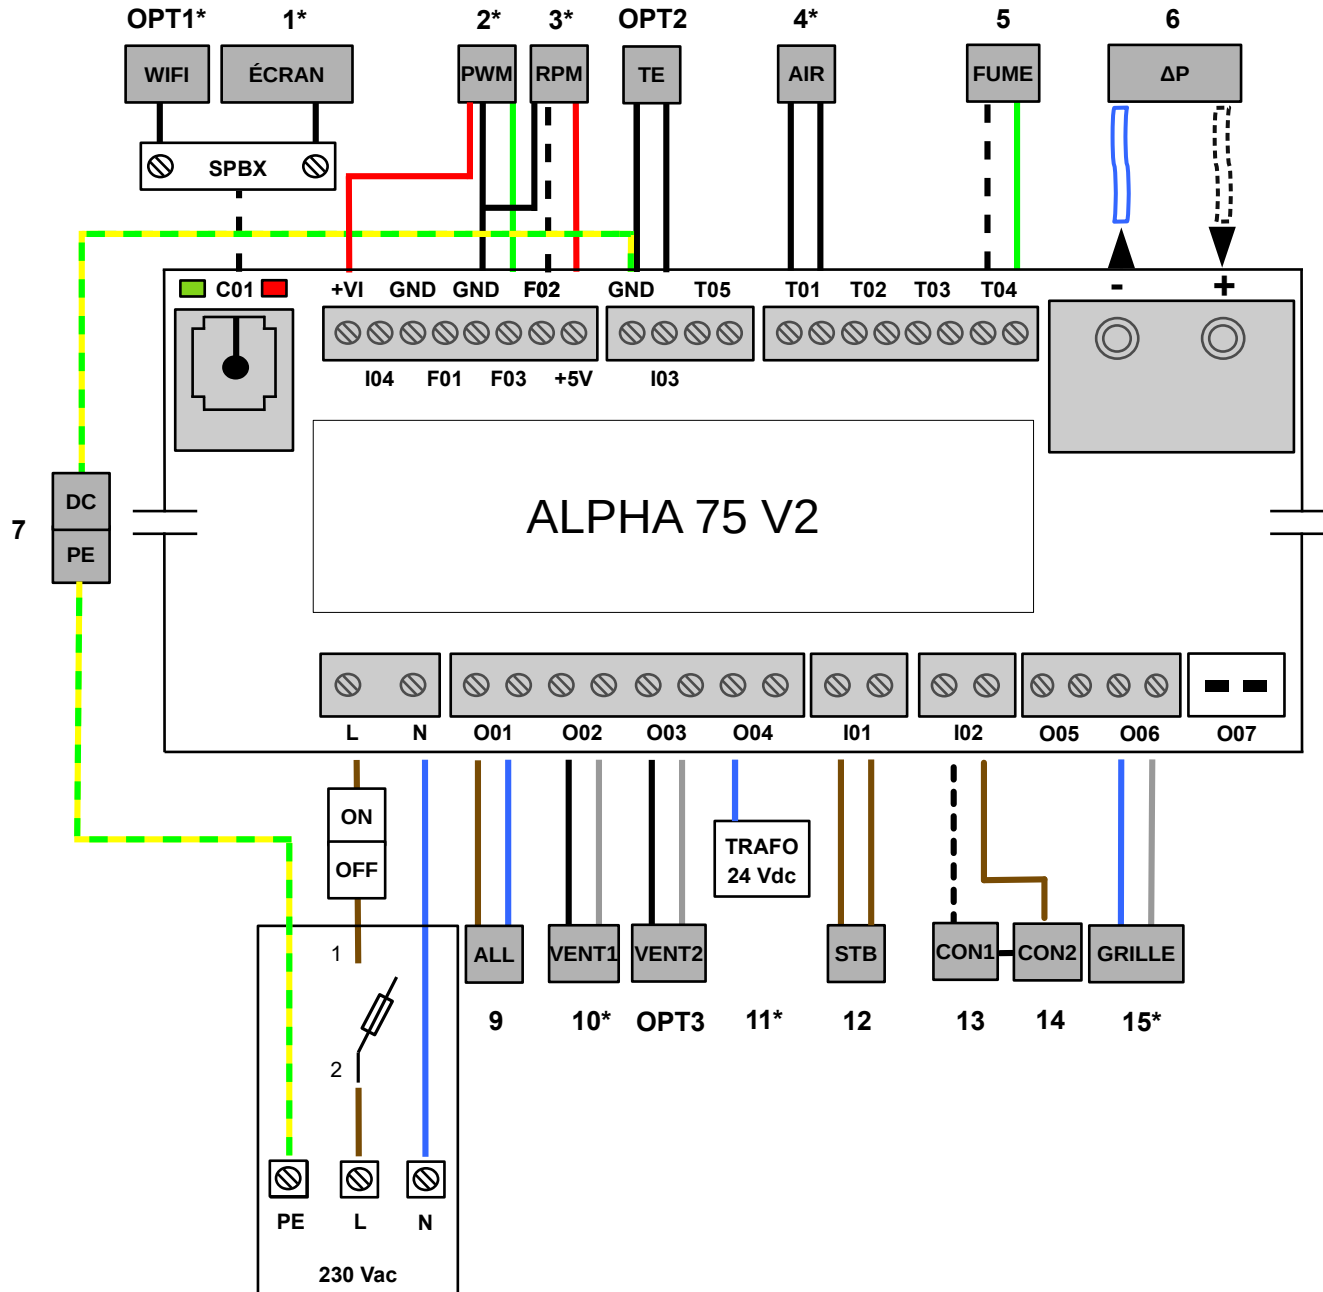 OPT1* 1* 2* 3* OPT2 4* 5 6
WIFI ÉCRAN PWM RPM TE AIR FUME ΔP
SPBX
C01 +VI GND GND F02 GND T05 T01 T02 T03 T04 - +
I04 F01 F03 +5V I03
7
DC
PE
ALPHA 75 V2
L N O01 O02 O03 O04 I01 I02 O05 O06 O07
ON
OFF
TRAFO
24 Vdc
ALL VENT1 VENT2 STB CON1 CON2 GRILLE
9 10* OPT3 11* 12 13 14 15*
1
2
PE L N
230 Vac